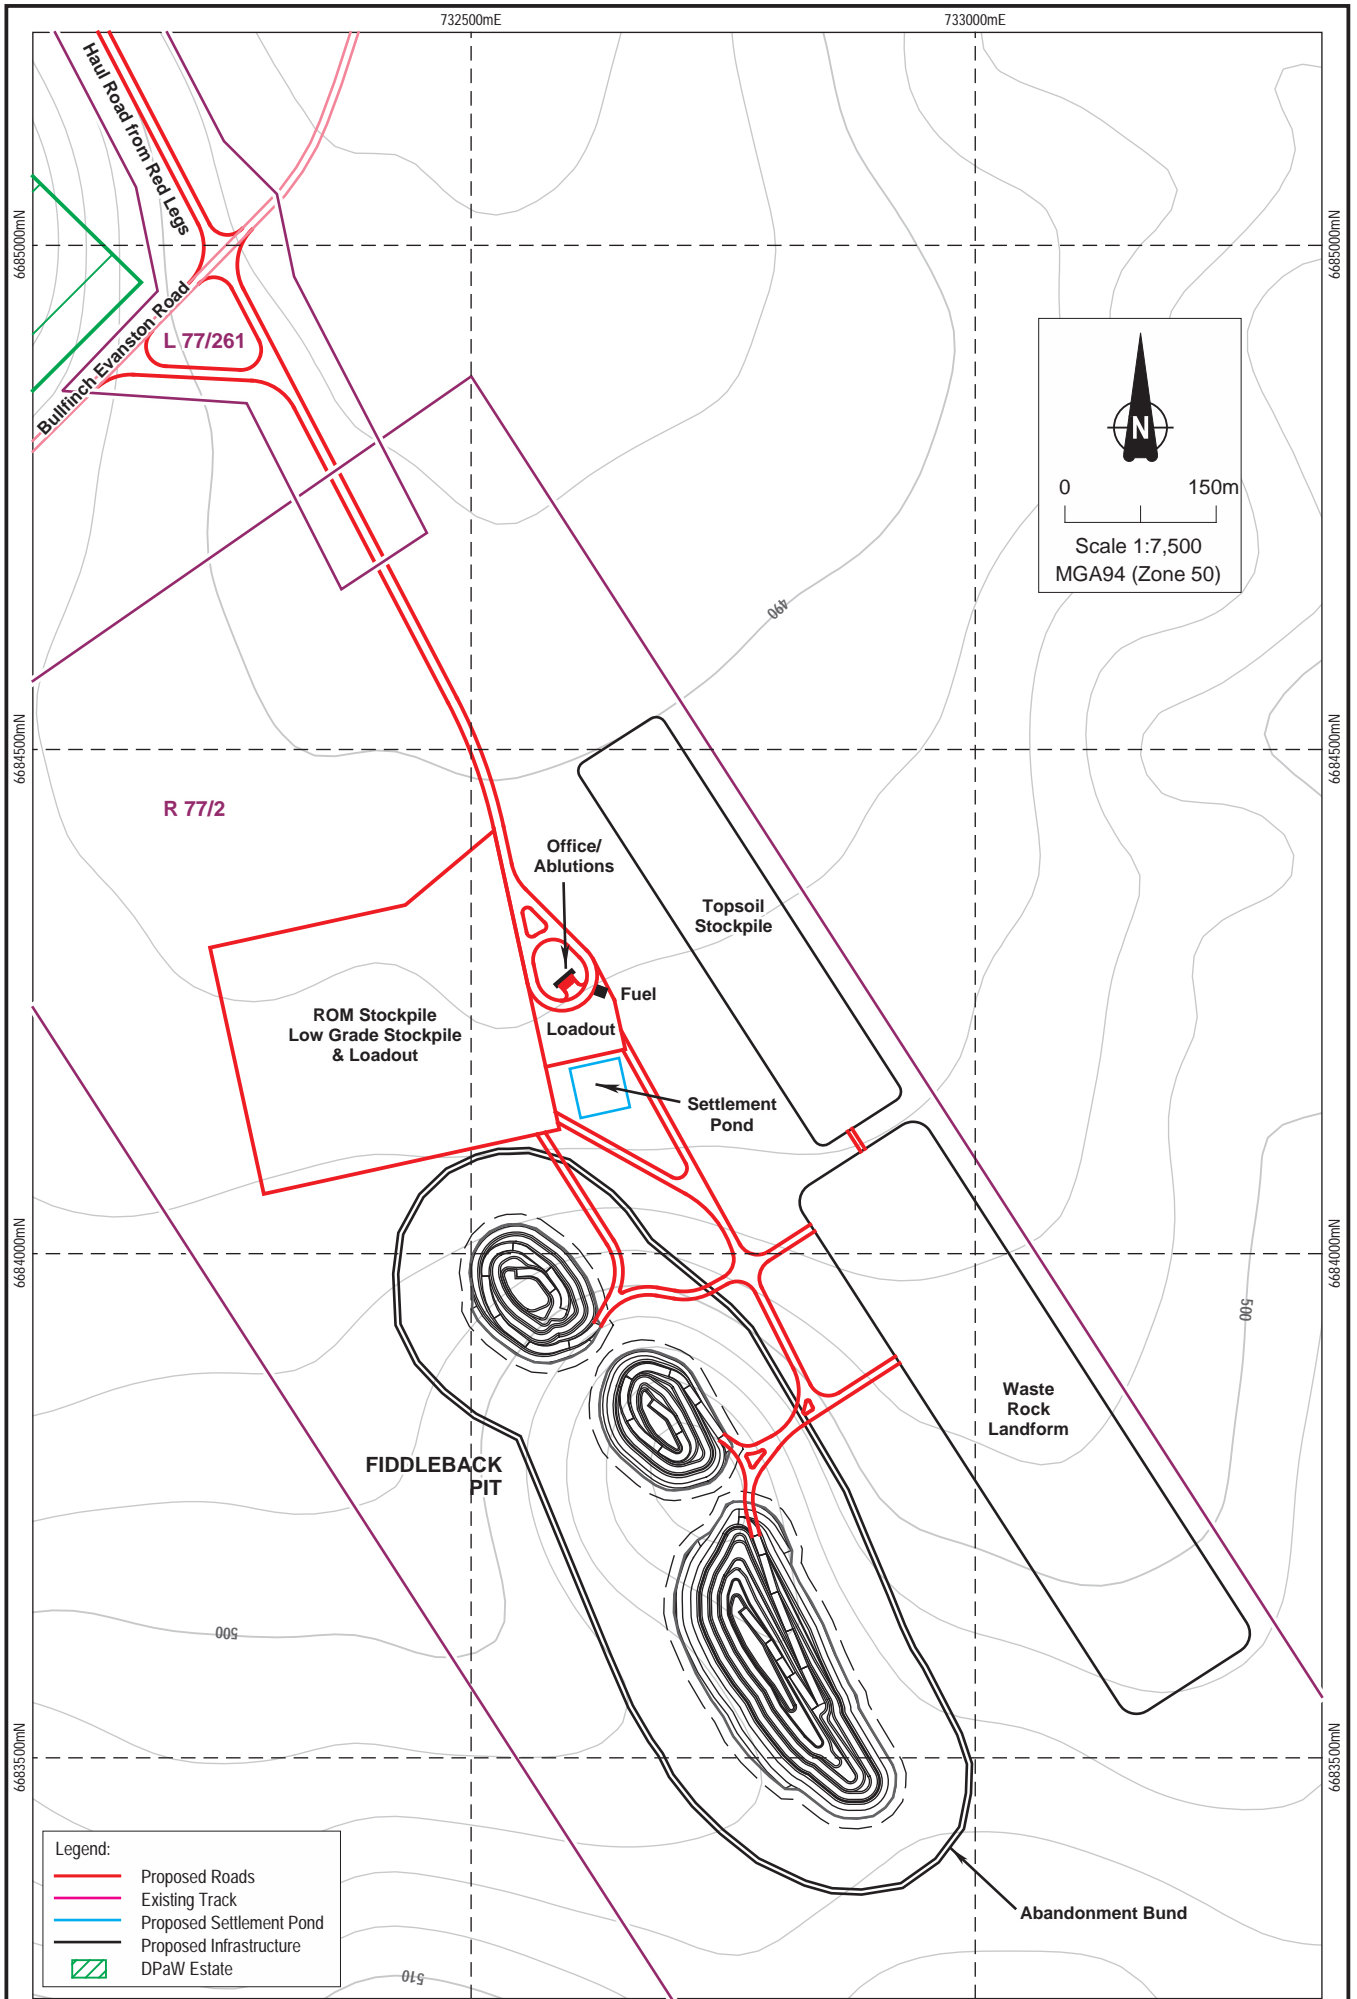 732500mE
733000mE
Haul Road from Red Legs
6685000mN
6685000mN
Bullfinch-Evanston Road
L 77/261
N
0 150m
Scale 1:7,500
MGA94 (Zone 50)
490
6684500mN
6684500mN
R 77/2
Office/
Ablutions
Topsoil
Stockpile
Fuel
ROM Stockpile
Low Grade Stockpile
& Loadout
Loadout
Settlement
Pond
6684000mN
6684000mN
500
Waste
Rock
Landform
FIDDLEBACK
PIT
500
6683500mN
6683500mN
Legend:
Proposed Roads
Existing Track
Proposed Settlement Pond
Proposed Infrastructure
DPaW Estate
Abandonment Bund
510